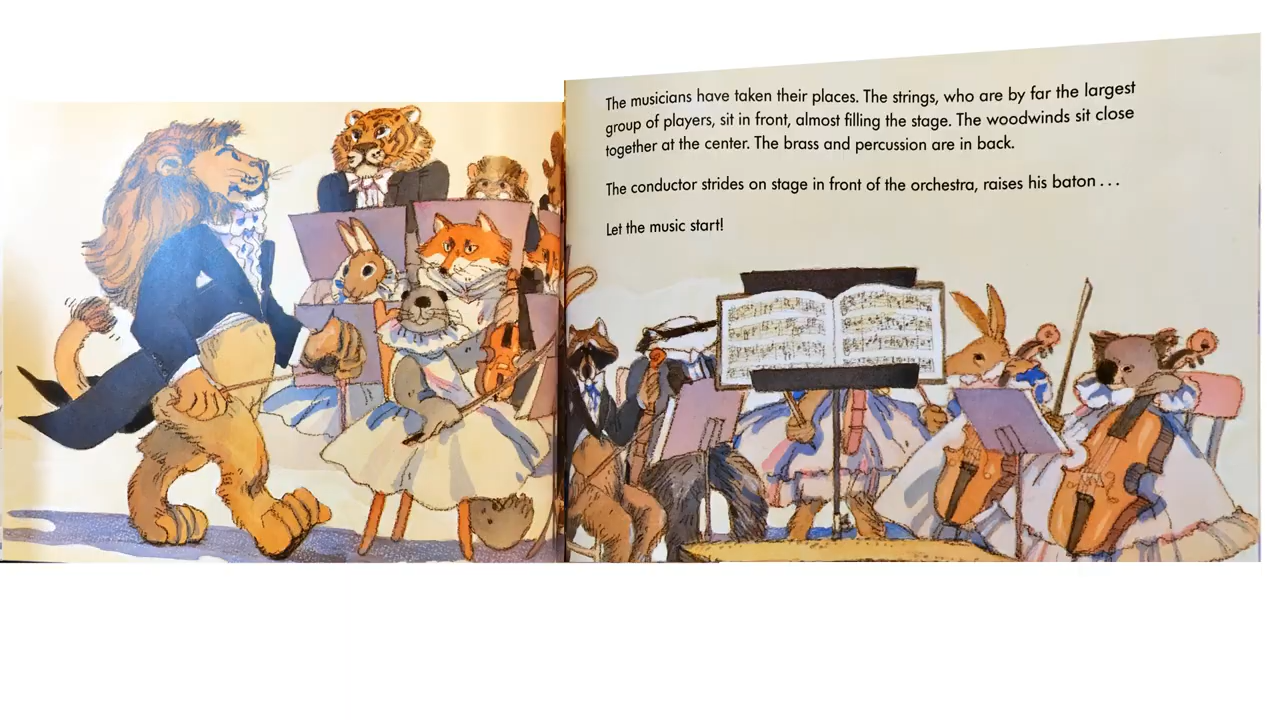 The musicians have taken their places. The strings, who are by far the largest
group of players, sit in front, almost filling the stage. The woodwinds sit close
together at the center. The brass and percussion are in back.
The conductor strides on stage in front of the orchestra, raises his baton . . .
Let the music start!